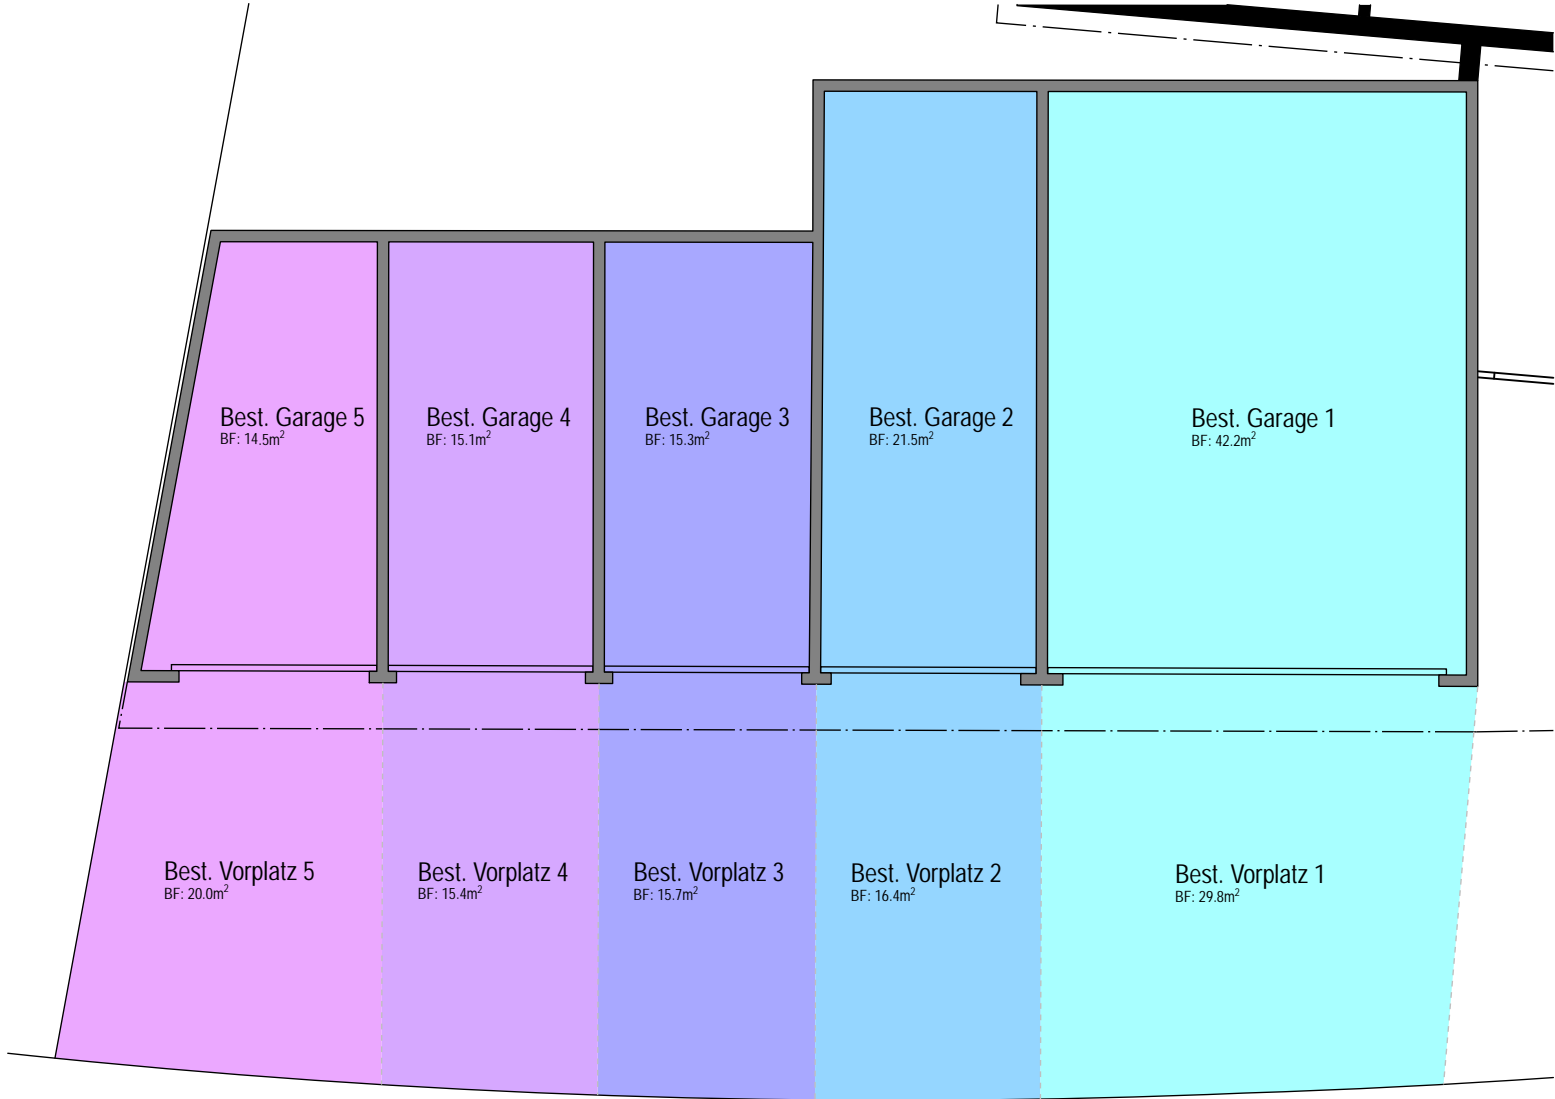 Best. Garage 5
BF: 14.5m²
Best. Garage 4
BF: 15.1m²
Best. Garage 3
BF: 15.3m²
Best. Garage 2
BF: 21.5m²
Best. Garage 1
BF: 42.2m²
Best. Vorplatz 5
BF: 20.0m²
Best. Vorplatz 4
BF: 15.4m²
Best. Vorplatz 3
BF: 15.7m²
Best. Vorplatz 2
BF: 16.4m²
Best. Vorplatz 1
BF: 29.8m²